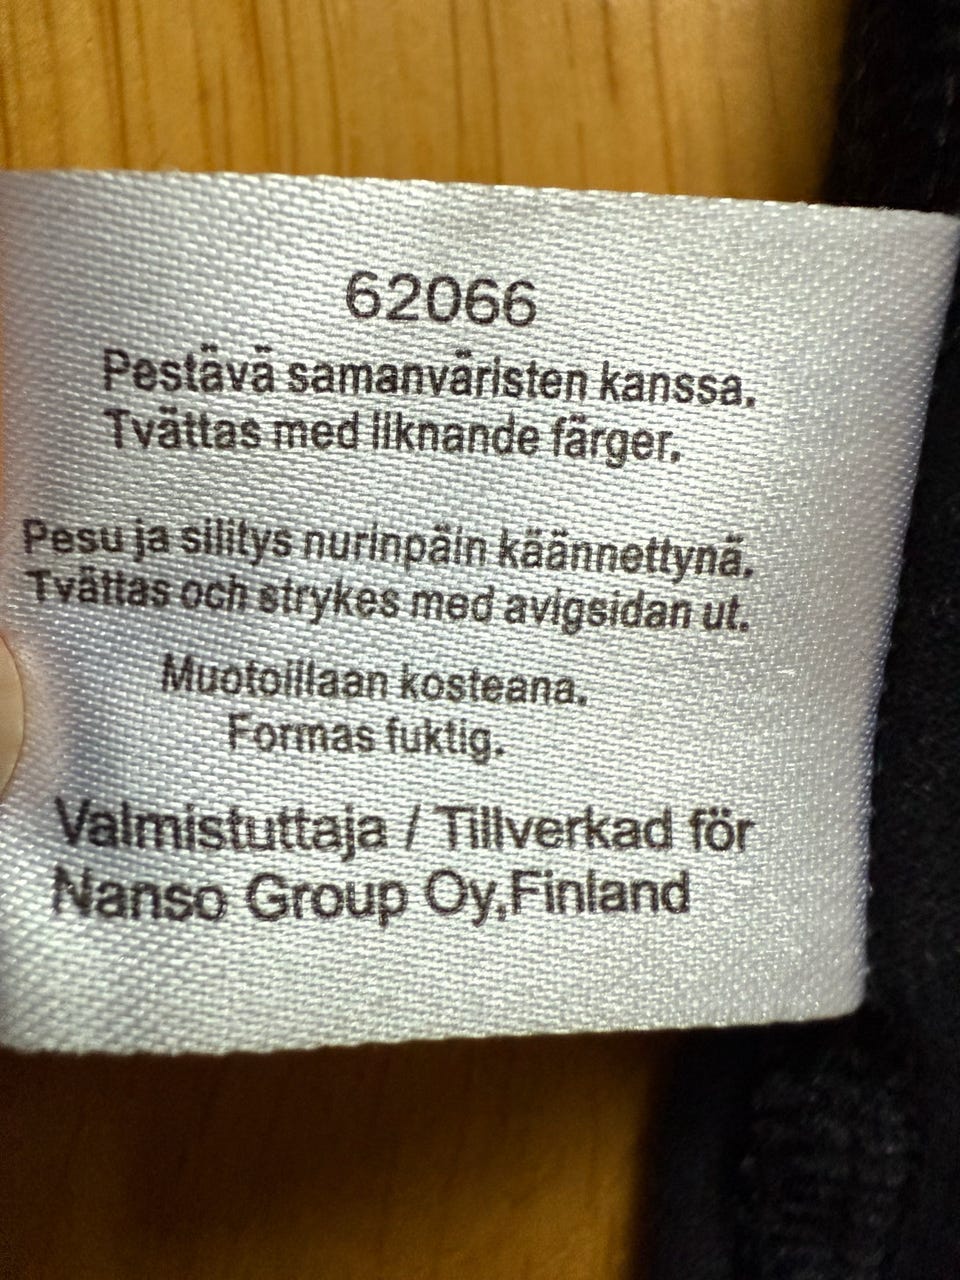 62066
Pestävä samanväristen kanssa.
Tvättas med liknande färger.
Pesu ja silitys nurinpäin käännettynä.
Tvättas och strykes med avigsidan ut.
Muotoillaan kosteana.
Formas fuktig.
Valmistuttaja / Tillverkad för
Nanso Group Oy,Finland